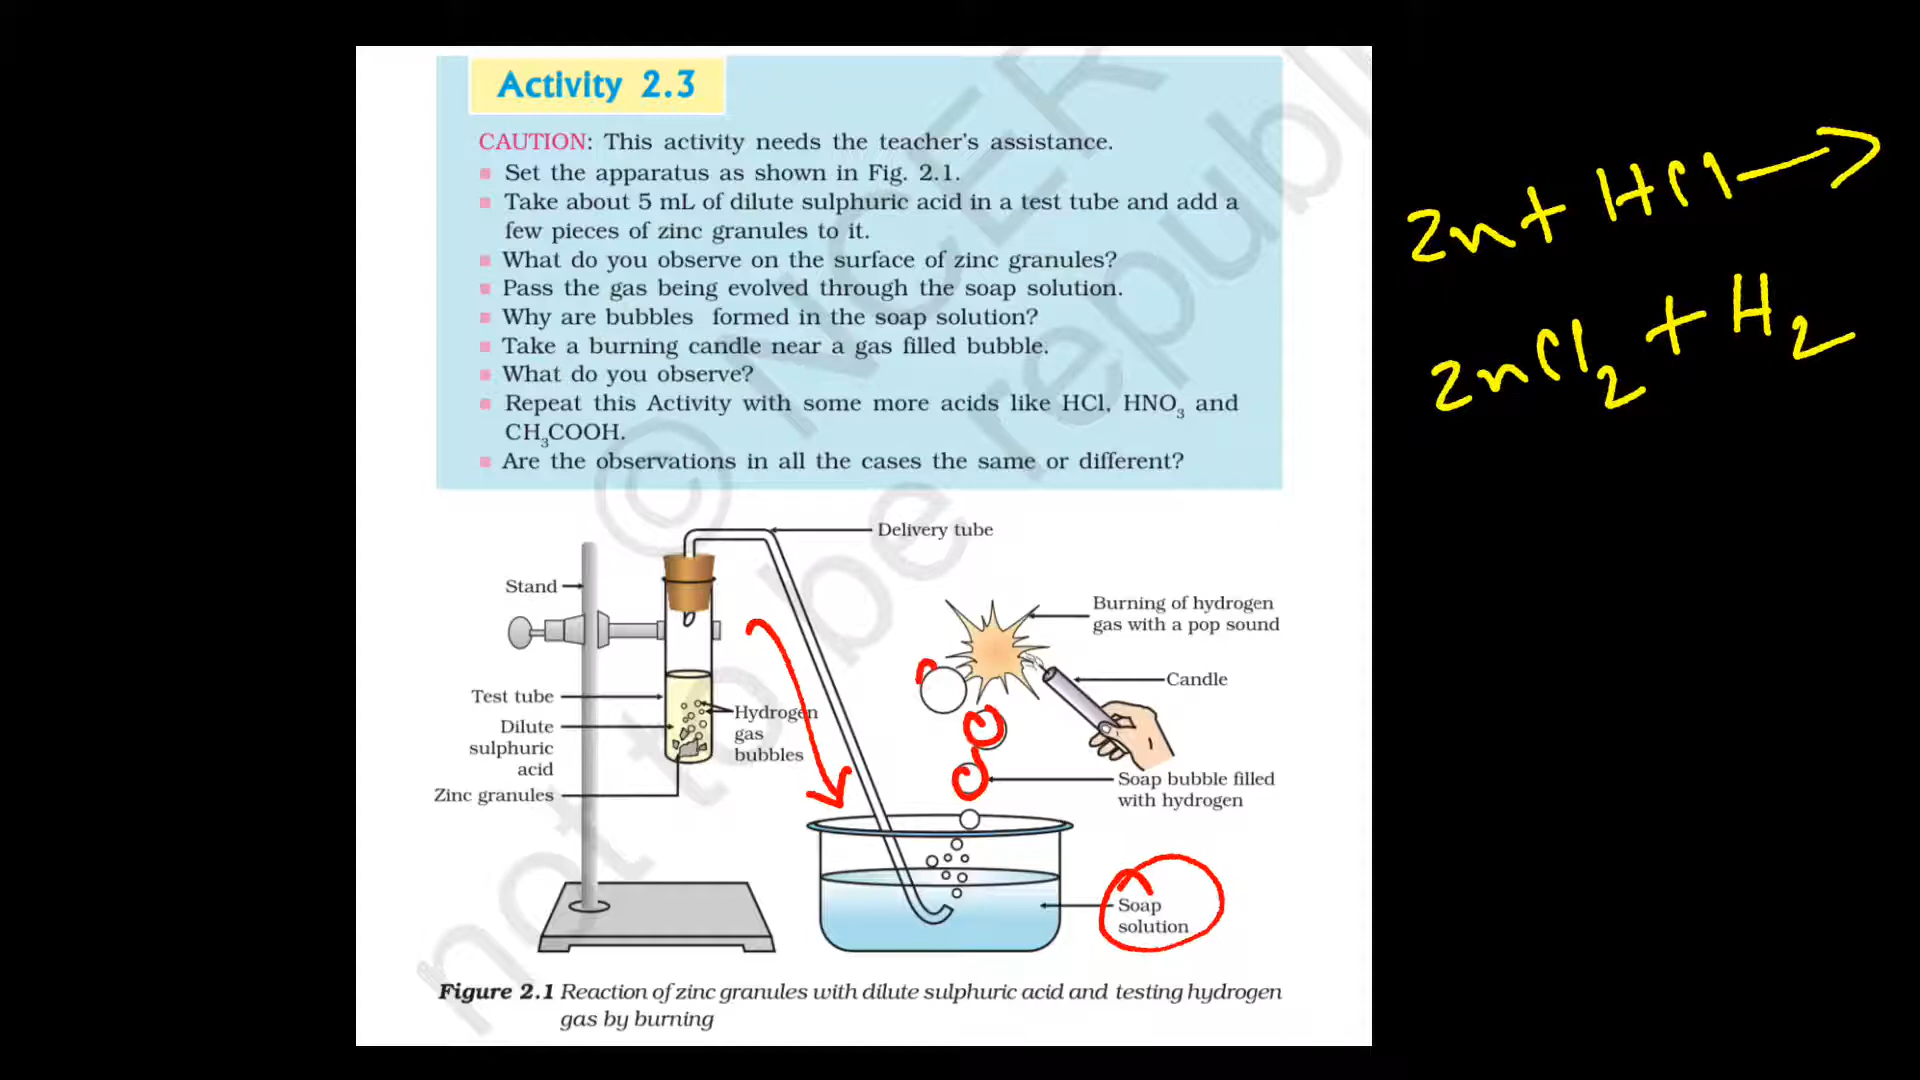 Activity 2.3
CAUTION: This activity needs the teacher's assistance.
Set the apparatus as shown in Fig. 2.1.
Take about 5 mL of dilute sulphuric acid in a test tube and add a
few pieces of zinc granules to it.
What do you observe on the surface of zinc granules?
Pass the gas being evolved through the soap solution.
Why are bubbles formed in the soap solution?
Take a burning candle near a gas filled bubble.
What do you observe?
Repeat this Activity with some more acids like HCl, HNO₃ and
CH₃COOH.
Are the observations in all the cases the same or different?
Zn + HCl →
ZnCl₂ + H₂
Delivery tube
Stand
Burning of hydrogen
gas with a pop sound
Candle
Test tube
Hydrogen
gas
bubbles
Dilute
sulphuric
acid
Zinc granules
Soap bubble filled
with hydrogen
Soap
solution
Figure 2.1 Reaction of zinc granules with dilute sulphuric acid and testing hydrogen
gas by burning
© NCER
not to be republi